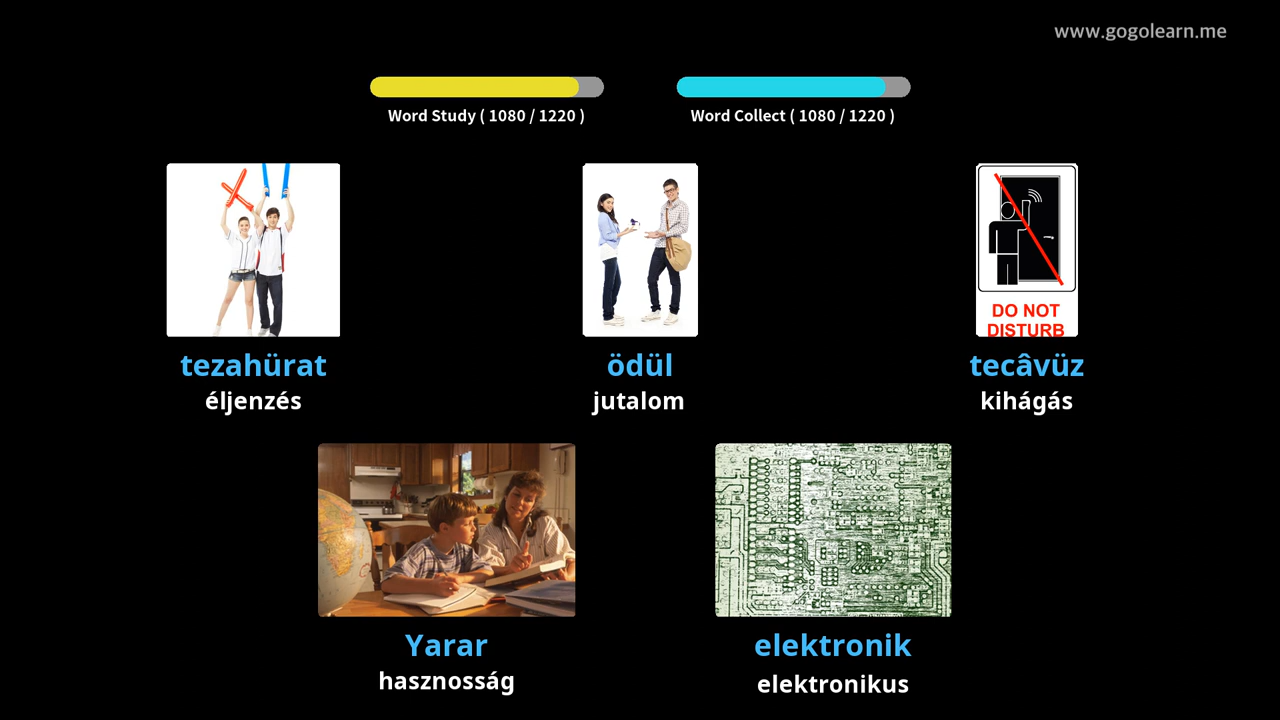 www.gogolearn.me
Word Study ( 1080 / 1220 )
Word Collect ( 1080 / 1220 )
DO NOT
DISTURB
tezahürat
ödül
tecâvüz
éljenzés
jutalom
kihágás
Yarar
elektronik
hasznosság
elektronikus